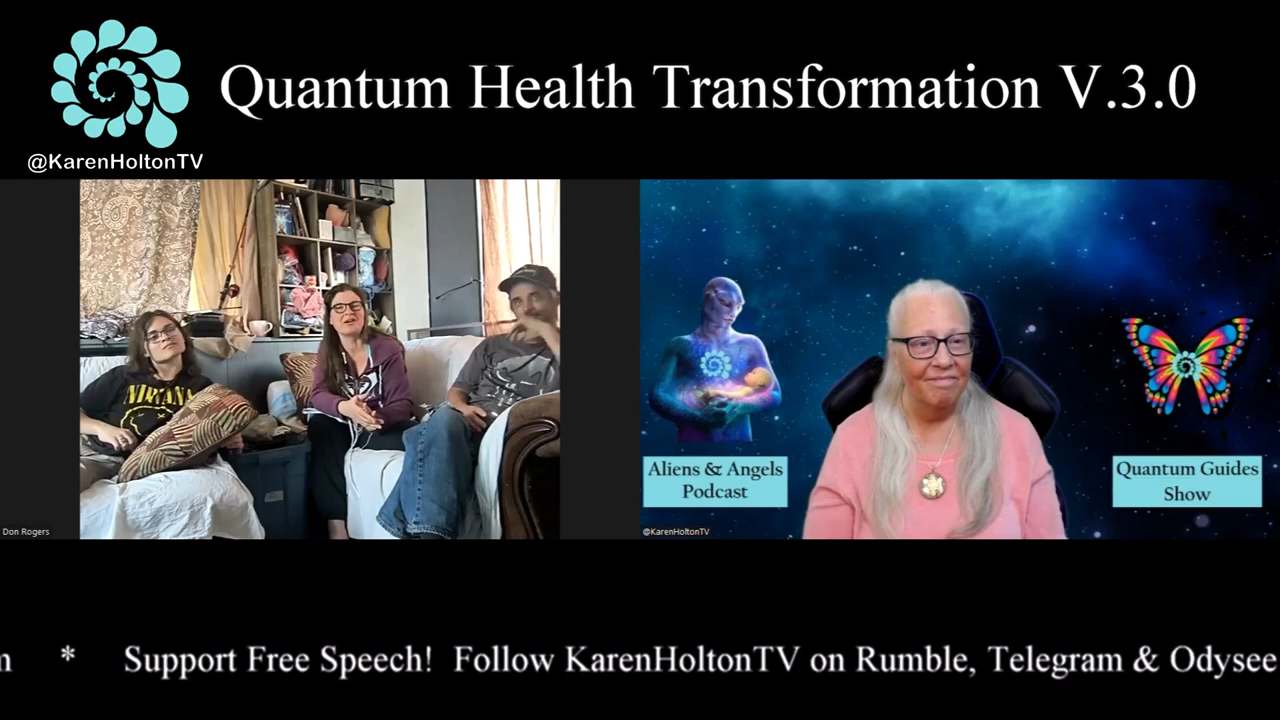 Quantum Health Transformation V.3.0
@KarenHoltonTV
NIRVANA
Aliens & Angels
Podcast
Quantum Guides
Show
Don Rogers
@KarenHoltonTV
* Support Free Speech! Follow KarenHoltonTV on Rumble, Telegram & Odysee